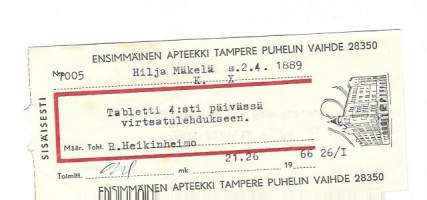 ENSIMMÄINEN APTEEKKI TAMPERE PUHELIN VAIHDE 28350
N:o 7005 Hilja Mäkelä s.2.4. 1889
K. X
SISÄISESTI
Tabletti 4:sti päivässä
virtsatulehdukseen.
Määr. Toht. R.Heikinheimo
Toimitt. mk 21.26 19 66 26/I
ENSIMMÄINEN APTEEKKI TAMPERE PUHELIN VAIHDE 28350